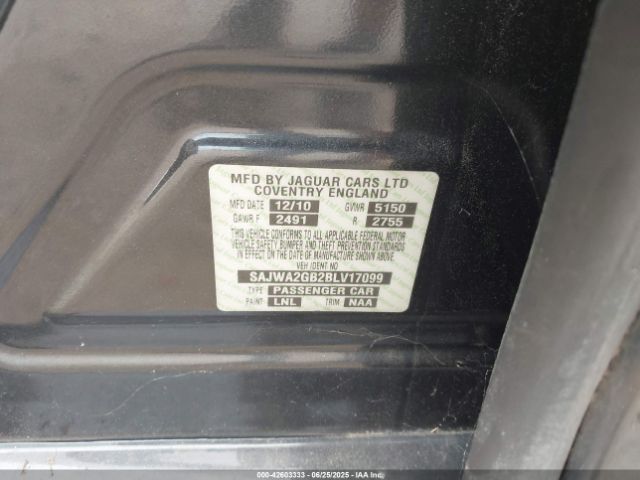 MFD BY JAGUAR CARS LTD
COVENTRY ENGLAND
MFD DATE 12/10 GVWR 5150
GAWR F 2491 R 2755
THIS VEHICLE CONFORMS TO ALL APPLICABLE FEDERAL MOTOR
VEHICLE SAFETY, BUMPER AND THEFT PREVENTION STANDARDS
IN EFFECT ON THE DATE OF MANUFACTURE SHOWN ABOVE.
VEH IDENT NO
SAJWA2GB2BLV17099
TYPE PASSENGER CAR
PAINT LNL TRIM NAA
000-42603333 - 06/25/2025 - IAA Inc.